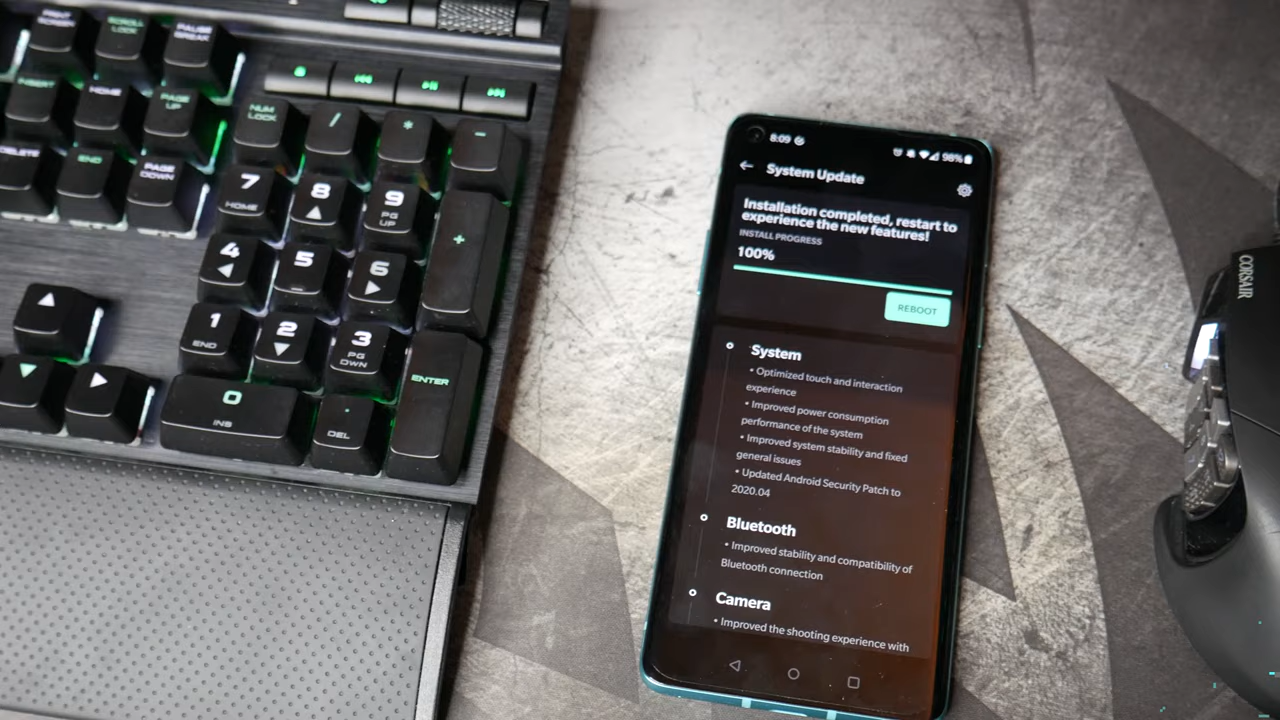 PRINT
SCREEN
SCROLL
LOCK
PAUSE
BREAK
INSERT
HOME
PAGE
UP
DELETE
END
PAGE
DOWN
NUM
LOCK
/
*
-
7
HOME
8
9
PG
UP
+
4
5
6
1
END
2
3
PG
DWN
ENTER
0
INS
.
DEL
8:09
98%
System Update
Installation completed, restart to
experience the new features!
INSTALL PROGRESS
100%
REBOOT
System
• Optimized touch and interaction
experience
• Improved power consumption
performance of the system
• Improved system stability and fixed
general issues
• Updated Android Security Patch to
2020.04
Bluetooth
• Improved stability and compatibility of
Bluetooth connection
Camera
• Improved the shooting experience with
CORSAIR